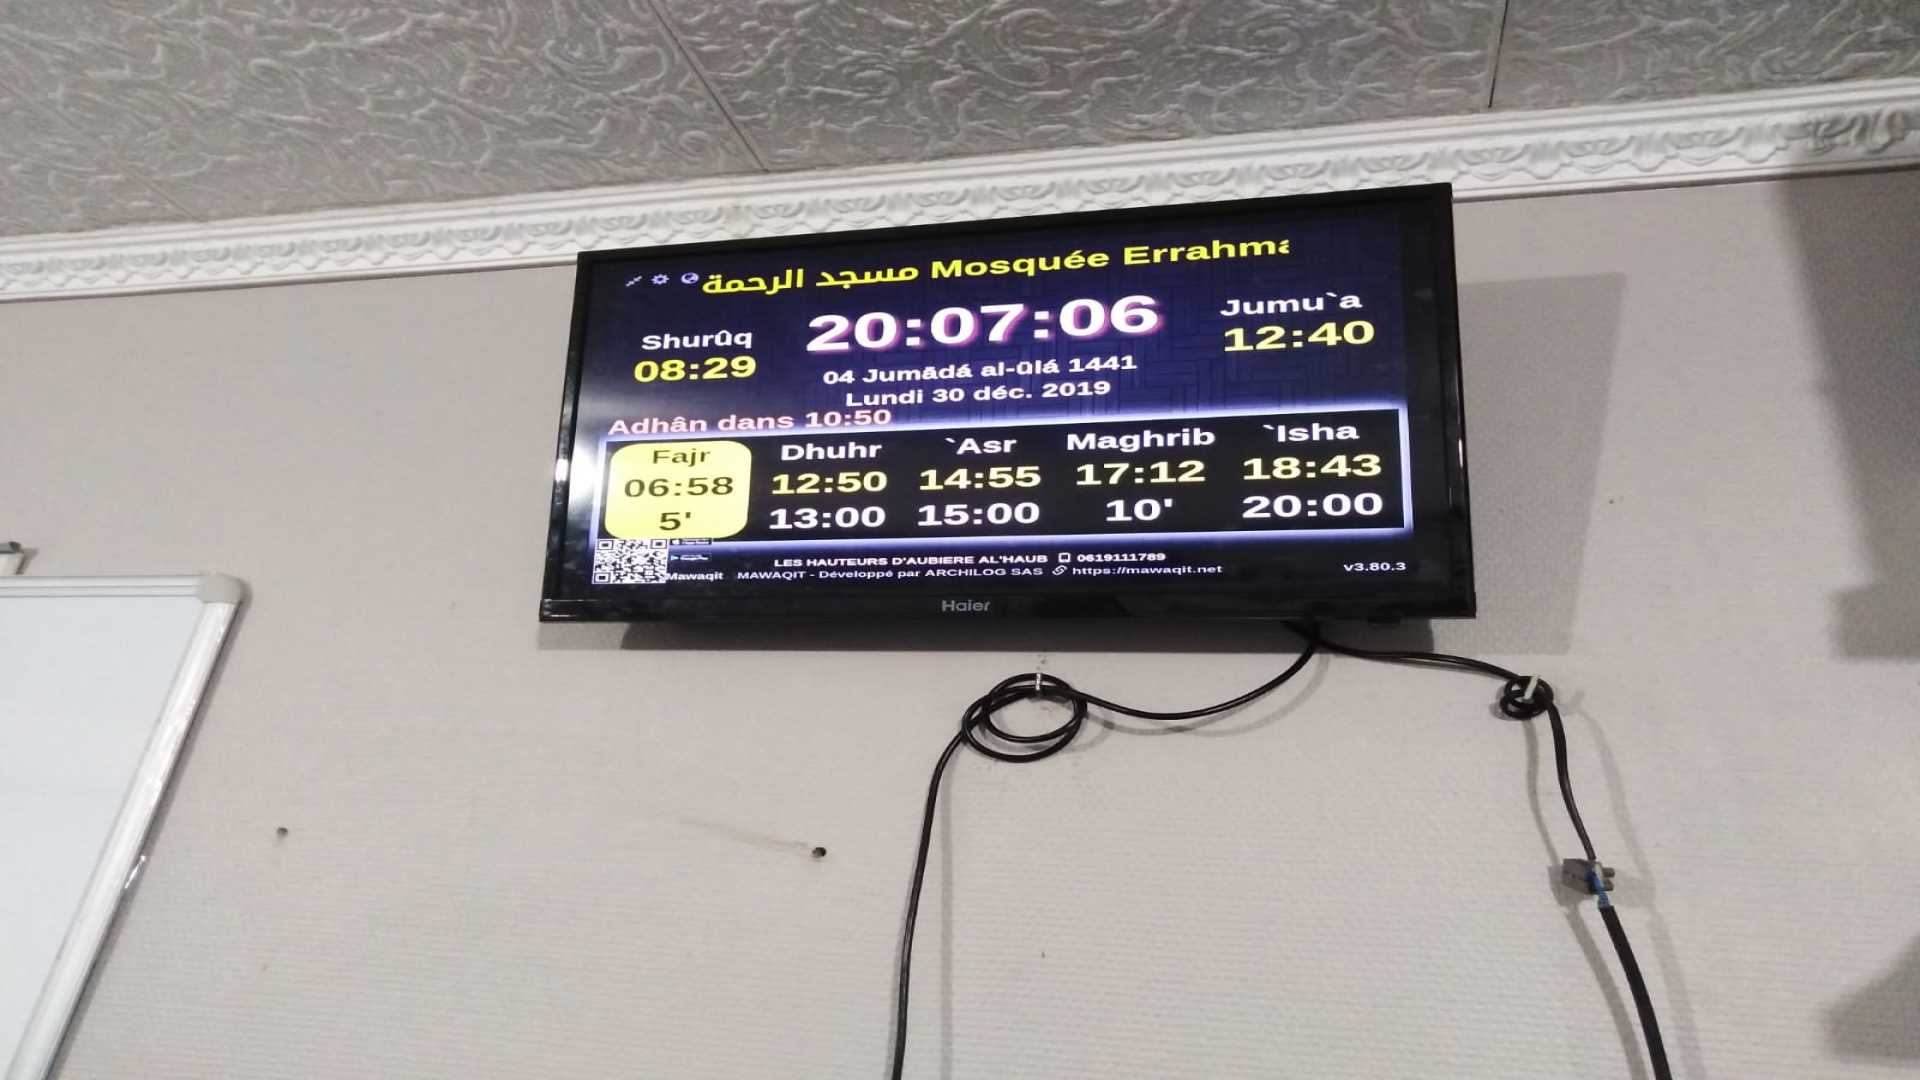 مسجد الرحمة Mosquée Errahma
Shurûq
08:29
20:07:06
04 Jumādá al-ūlá 1441
Lundi 30 déc. 2019
Jumu`a
12:40
Adhân dans 10:50
Fajr Dhuhr `Asr Maghrib `Isha
06:58 12:50 14:55 17:12 18:43
5' 13:00 15:00 10' 20:00
LES HAUTEURS D'AUBIERE AL'HAUB 0619111789
Mawaqit MAWAQIT - Développé par ARCHILOG SAS https://mawaqit.net
v3.80.3
Haier